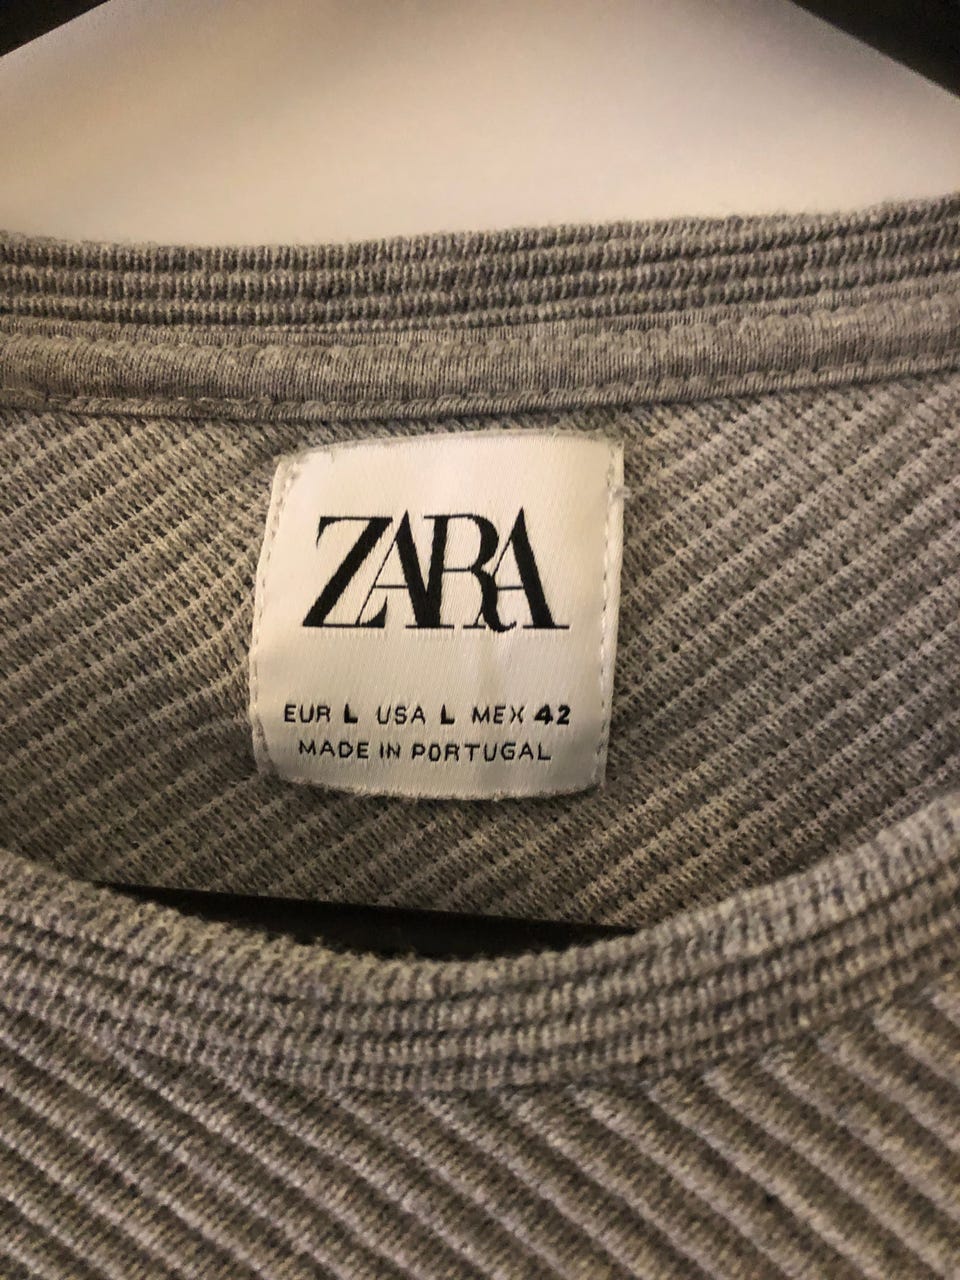 ZARA
EUR L USA L MEX 42
MADE IN PORTUGAL